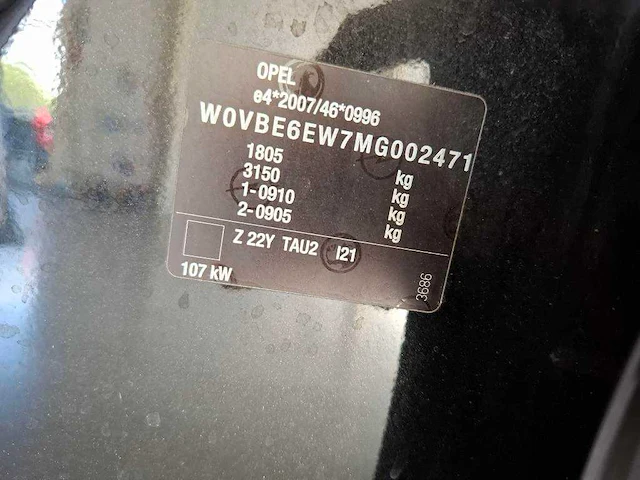 OPEL
e4*2007/46*0996
W0VBE6EW7MG002471
1805 kg
3150 kg
1-0910 kg
2-0905 kg
Z 22Y TAU2 I21
107 kW
3686